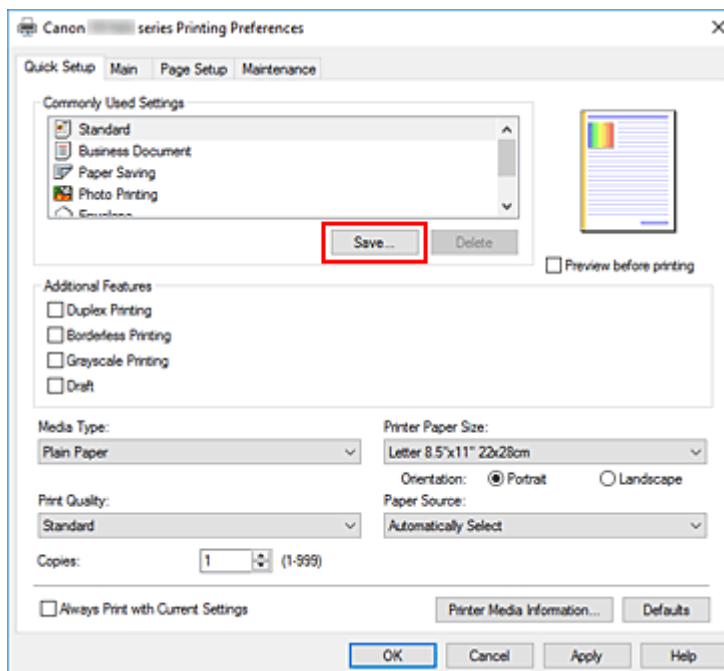 Canon series Printing Preferences
Quick Setup Main Page Setup Maintenance
Commonly Used Settings
Standard
Business Document
Paper Saving
Photo Printing
Envelope
Save... Delete
Preview before printing
Additional Features
Duplex Printing
Borderless Printing
Grayscale Printing
Draft
Media Type: Printer Paper Size:
Plain Paper Letter 8.5"x11" 22x28cm
Orientation: Portrait Landscape
Print Quality: Paper Source:
Standard Automatically Select
Copies: 1 (1-999)
Always Print with Current Settings Printer Media Information... Defaults
OK Cancel Apply Help